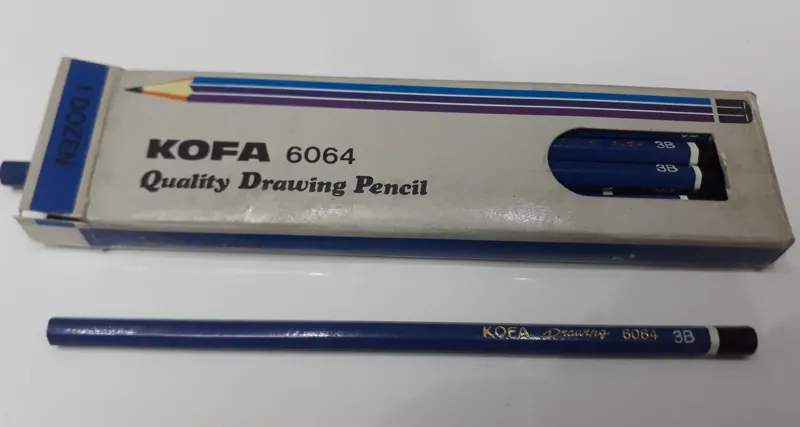 1 DOZEN
KOFA 6064
Quality Drawing Pencil
3B
3B
KOFA Drawing 6064 3B